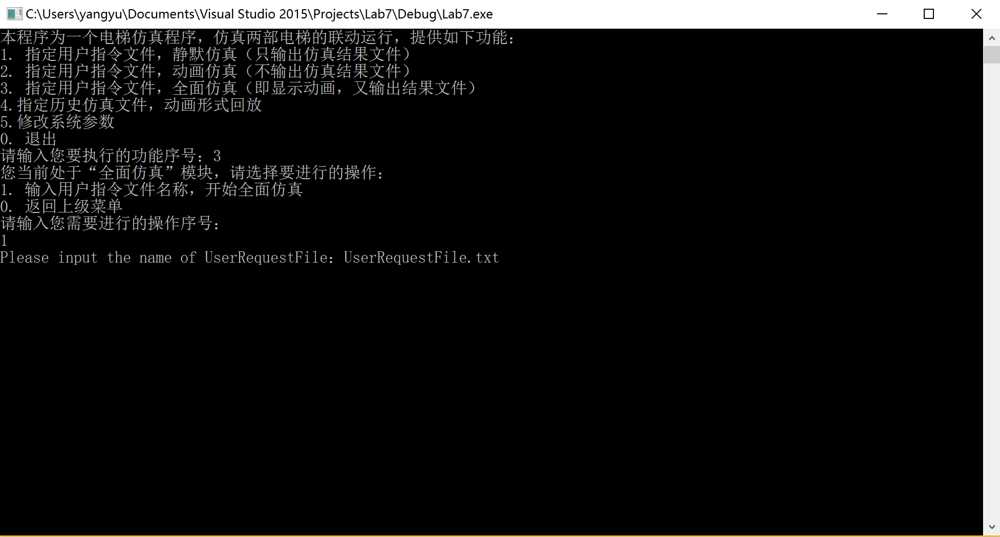 C:\Users\yangyu\Documents\Visual Studio 2015\Projects\Lab7\Debug\Lab7.exe
本程序为一个电梯仿真程序，仿真两部电梯的联动运行，提供如下功能：
1. 指定用户指令文件，静默仿真（只输出仿真结果文件）
2. 指定用户指令文件，动画仿真（不输出仿真结果文件）
3. 指定用户指令文件，全面仿真（即显示动画，又输出结果文件）
4.指定历史仿真文件，动画形式回放
5.修改系统参数
0. 退出
请输入您要执行的功能序号：3
您当前处于“全面仿真”模块，请选择要进行的操作：
1. 输入用户指令文件名称，开始全面仿真
0. 返回上级菜单
请输入您需要进行的操作序号：
1
Please input the name of UserRequestFile：UserRequestFile.txt